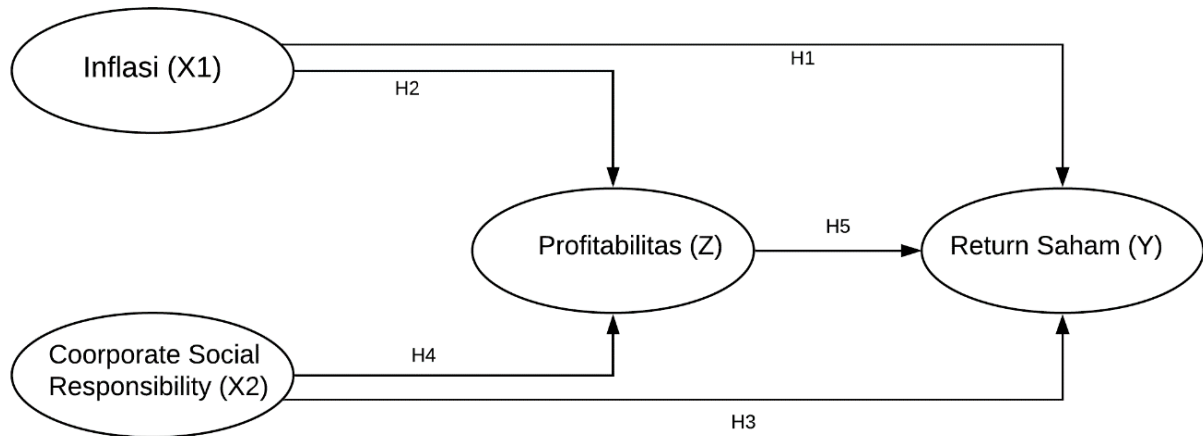 Inflasi (X1)
H1
H2
Profitabilitas (Z)
H5
Return Saham (Y)
Coorporate Social
Responsibility (X2)
H4
H3